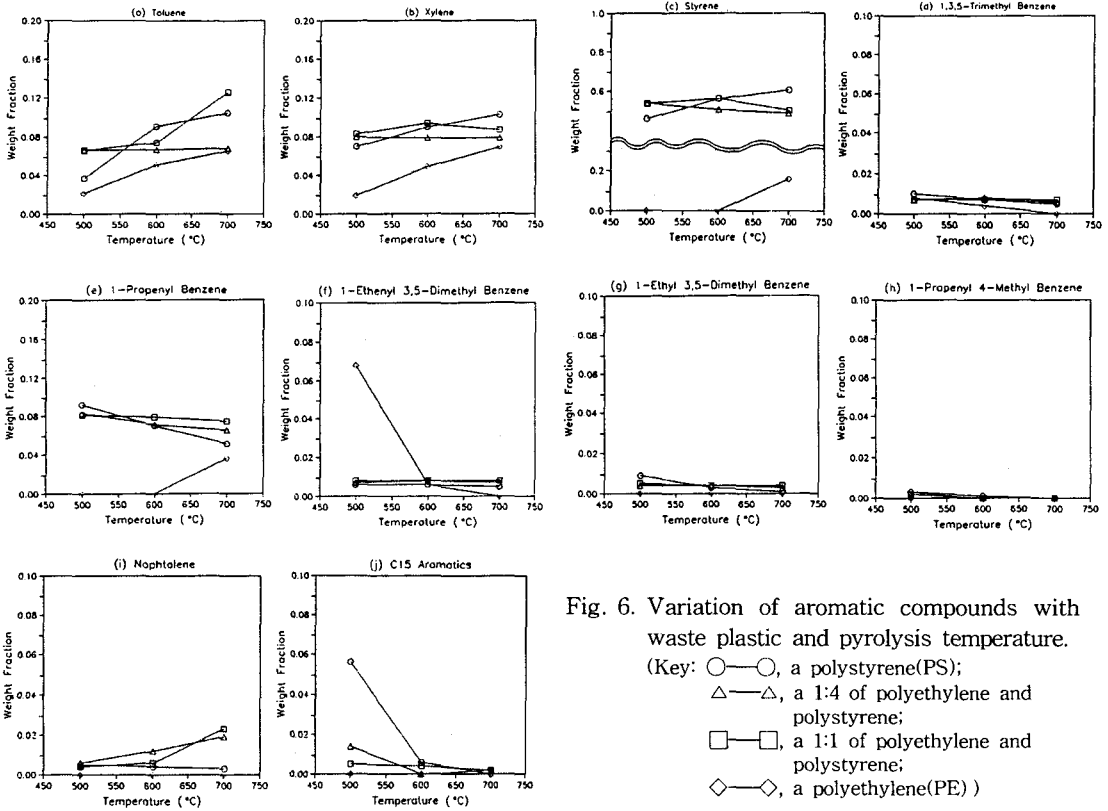 (o) Toluene
0.20
0.16
0.12
0.08
0.04
0.00
Weight Fraction
450 500 550 600 650 700 750
Temperature (°C)
(b) Xylene
0.20
0.16
0.12
0.08
0.04
0.00
Weight Fraction
450 500 550 600 650 700 750
Temperature (°C)
(c) Styrene
1.0
0.8
0.6
0.2
0.0
Weight Fraction
450 500 550 600 650 700 750
Temperature (°C)
(d) 1,3,5-Trimethyl Benzene
0.10
0.08
0.06
0.04
0.02
0.00
Weight Fraction
450 500 550 600 650 700 750
Temperature (°C)
(e) 1-Propenyl Benzene
0.20
0.16
0.12
0.08
0.04
0.00
Weight Fraction
450 500 550 600 650 700 750
Temperature (°C)
(f) 1-Ethenyl 3,5-Dimethyl Benzene
0.10
0.08
0.06
0.04
0.02
0.00
Weight Fraction
450 500 550 600 650 700 750
Temperature (°C)
(g) 1-Ethyl 3,5-Dimethyl Benzene
0.10
0.08
0.06
0.04
0.02
0.00
Weight Fraction
450 500 550 600 650 700 750
Temperature (°C)
(h) 1-Propenyl 4-Methyl Benzene
0.10
0.08
0.06
0.04
0.02
0.00
Weight Fraction
450 500 550 600 650 700 750
Temperature (°C)
(i) Naphtalene
0.10
0.08
0.06
0.04
0.02
0.00
Weight Fraction
450 500 550 600 650 700 750
Temperature (°C)
(j) C15 Aromatics
0.10
0.08
0.06
0.04
0.02
0.00
Weight Fraction
450 500 550 600 650 700 750
Temperature (°C)
Fig. 6. Variation of aromatic compounds with
waste plastic and pyrolysis temperature.
(Key: ○—○, a polystyrene(PS);
△—△, a 1:4 of polyethylene and
polystyrene;
□—□, a 1:1 of polyethylene and
polystyrene;
◇—◇, a polyethylene(PE) )